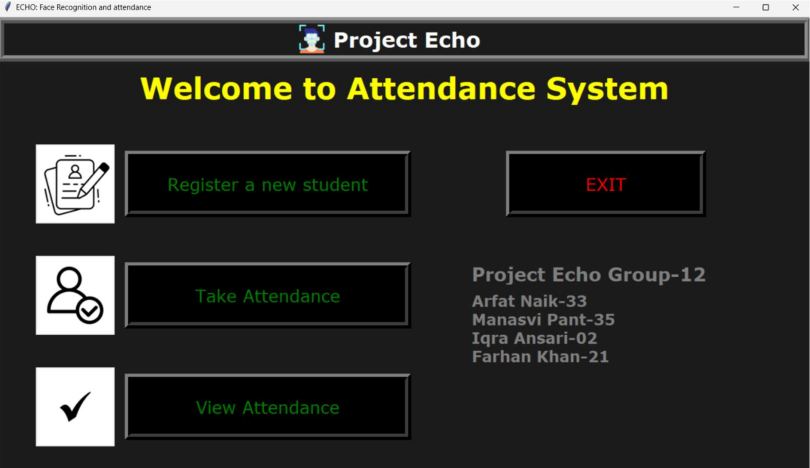 ECHO: Face Recognition and attendance
Project Echo
Welcome to Attendance System
Register a new student
EXIT
Take Attendance
Project Echo Group-12
Arfat Naik-33
Manasvi Pant-35
Iqra Ansari-02
Farhan Khan-21
View Attendance